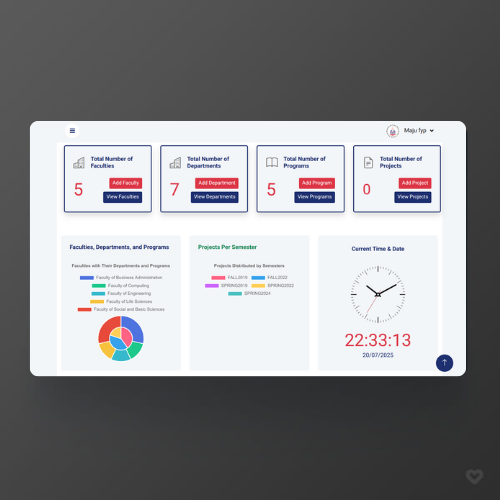 Maju fyp
Total Number of
Faculties
5
Add Faculty
View Faculties
Total Number of
Departments
7
Add Department
View Departments
Total Number of
Programs
5
Add Program
View Programs
Total Number of
Projects
0
Add Project
View Projects
Faculties, Departments, and Programs
Faculties with Their Departments and Programs
Faculty of Business Administration
Faculty of Computing
Faculty of Engineering
Faculty of Life Sciences
Faculty of Social and Basic Sciences
Projects Per Semester
Projects Distributed by Semesters
FALL2019 FALL2022
SPRING2019 SPRING2022
SPRING2024
Current Time & Date
22:33:13
20/07/2025